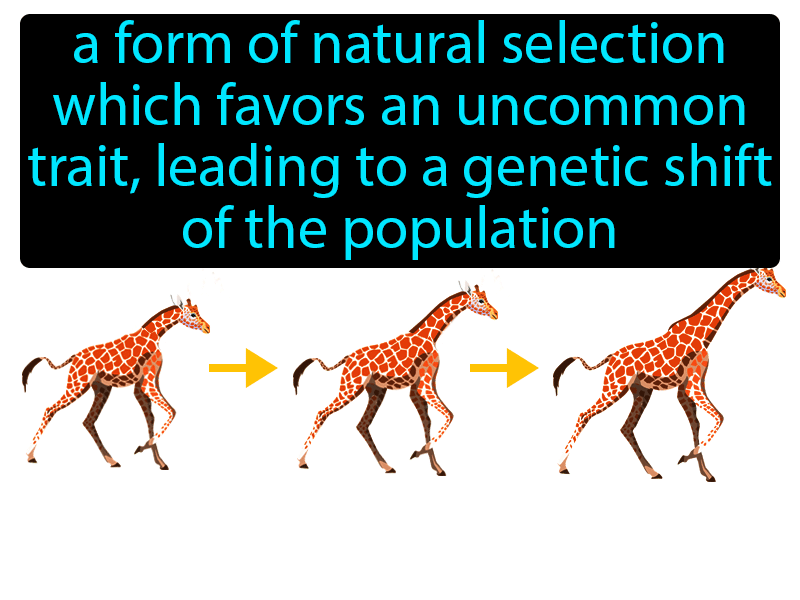 a form of natural selection
which favors an uncommon
trait, leading to a genetic shift
of the population